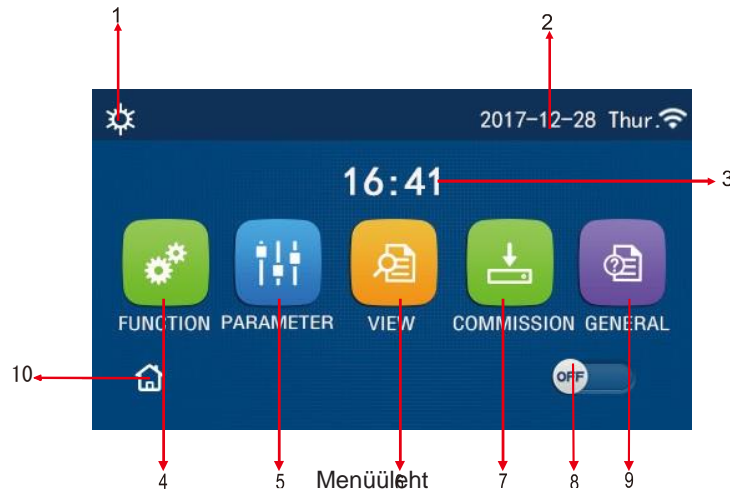 1
2
2017-12-28 Thur.
16:41
3
FUNCTION PARAMETER VIEW COMMISSION GENERAL
10
OFF
4 5 6 7 8 9
Menüüleht